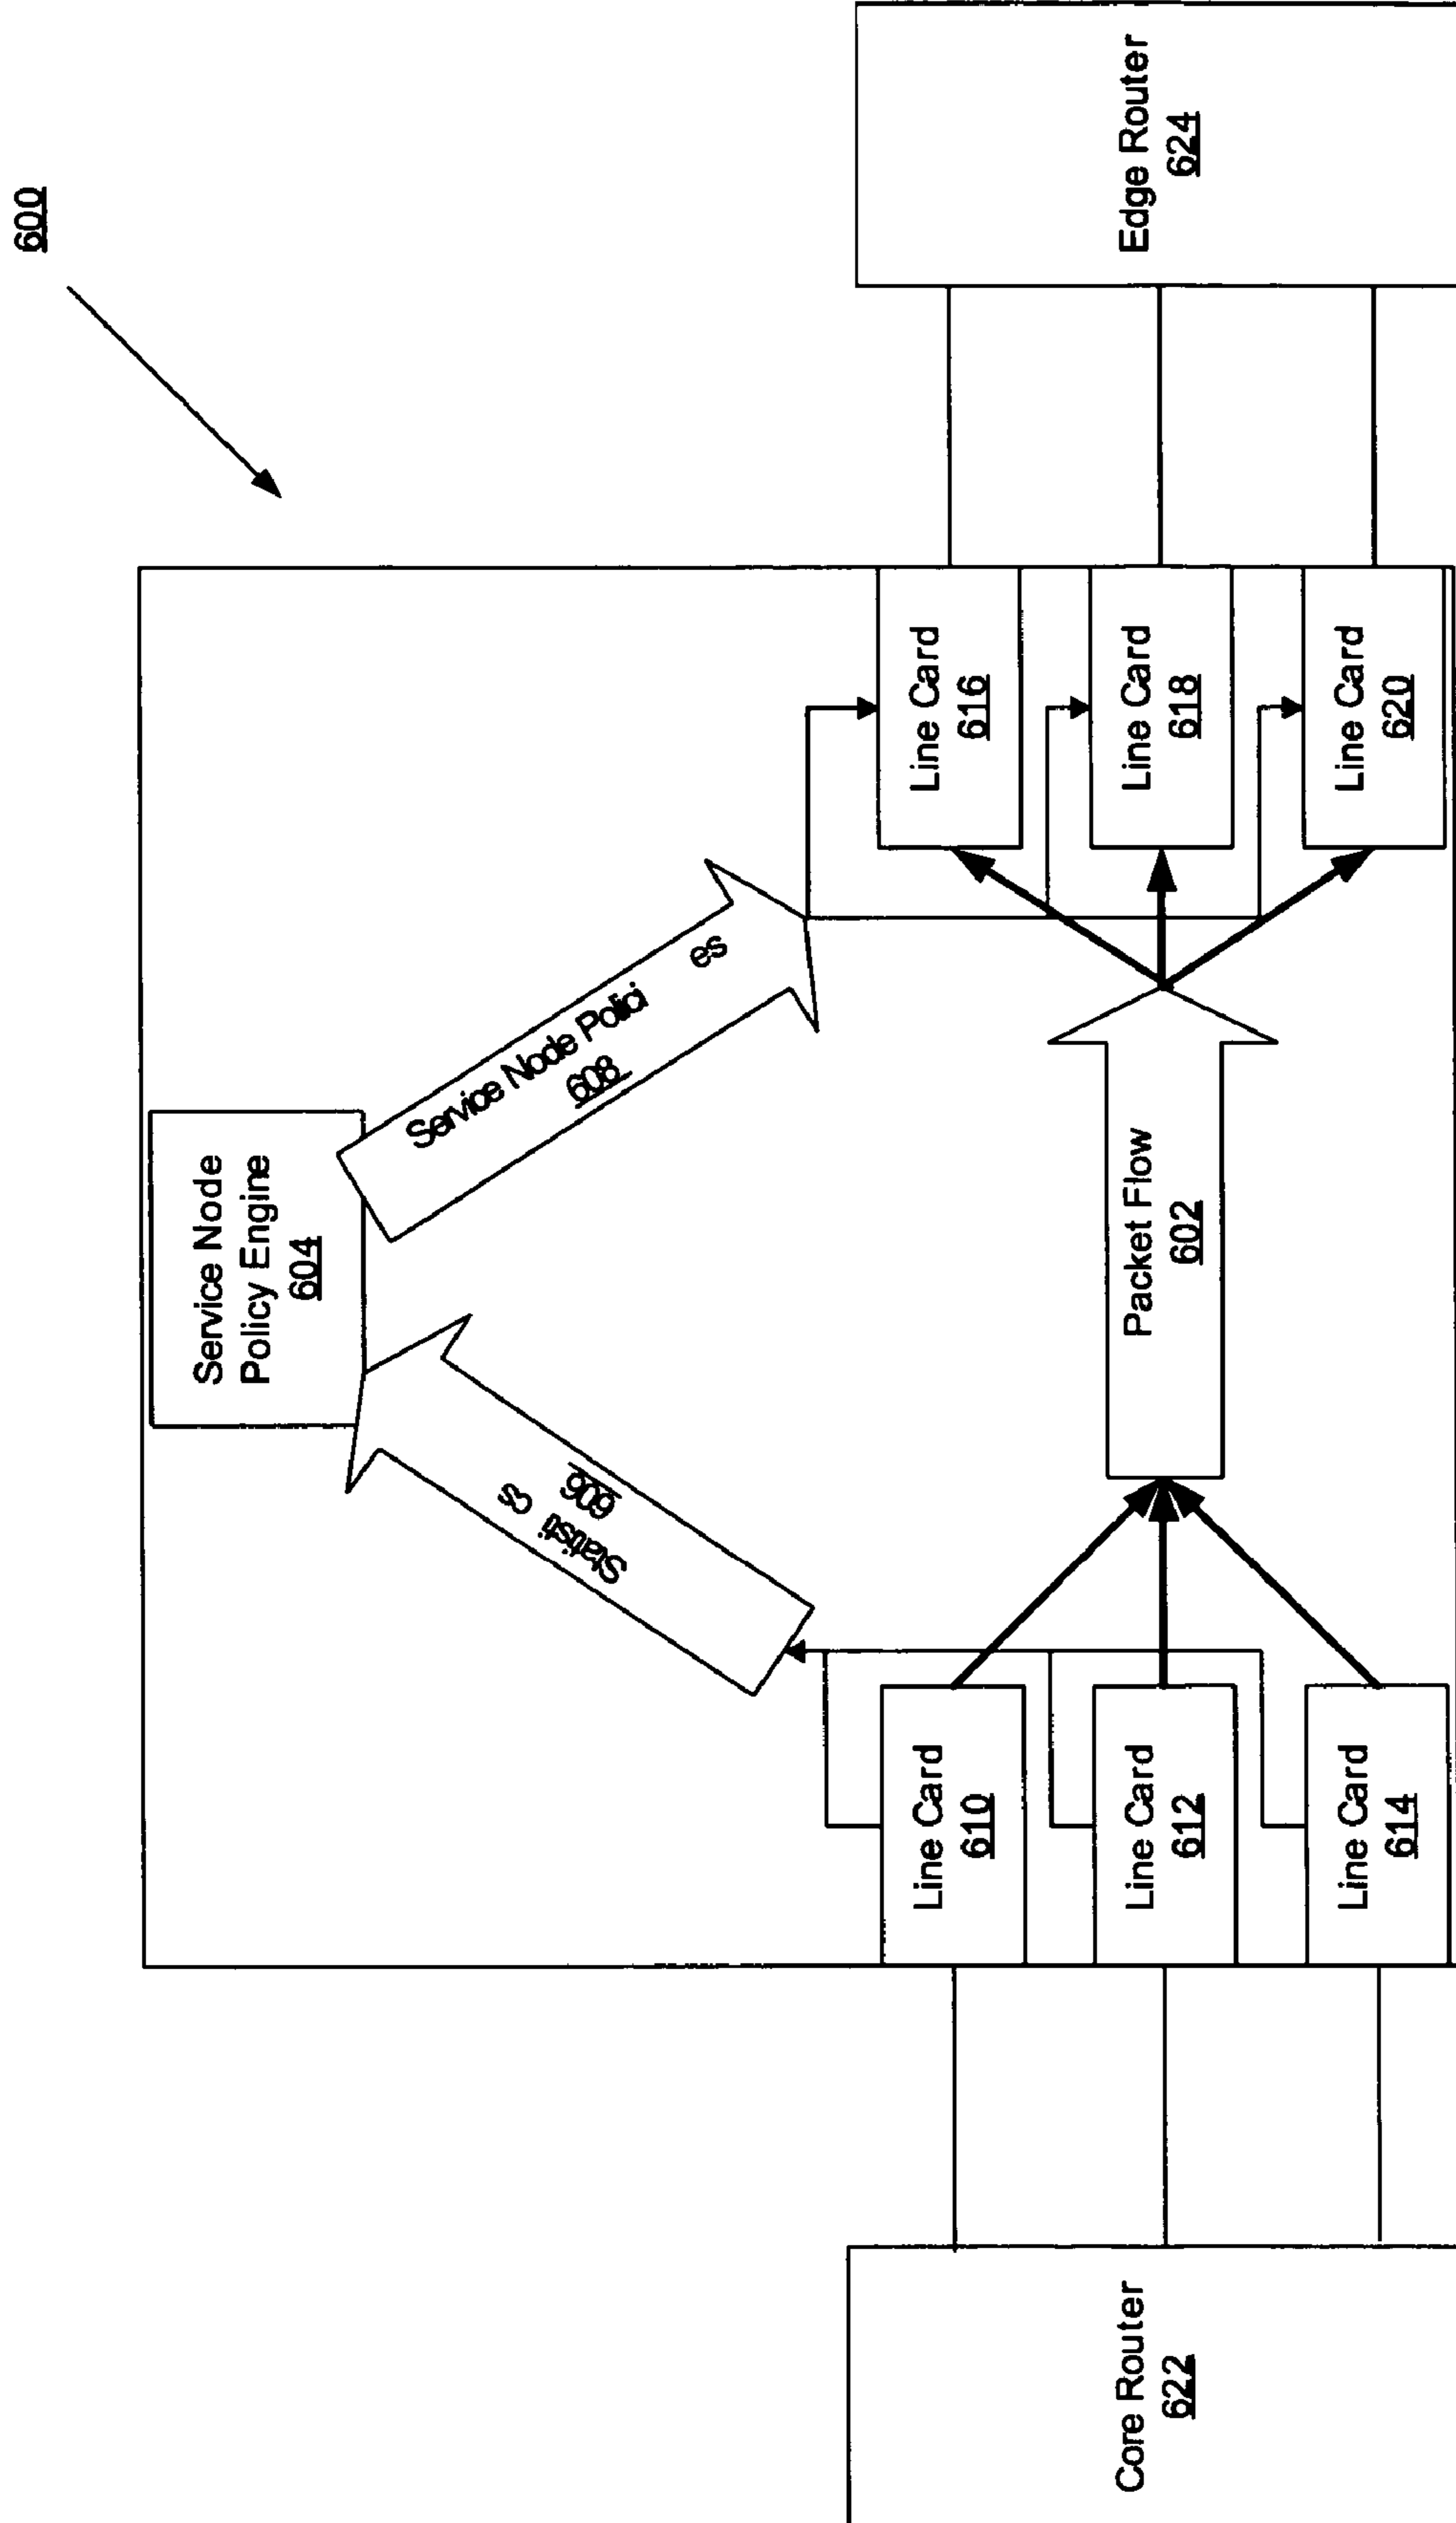 600
Service Node
Policy Engine
604
Statisti cs
606
Service Node Polici es
608
Packet Flow
602
Line Card
610
Line Card
612
Line Card
614
Line Card
616
Line Card
618
Line Card
620
Core Router
622
Edge Router
624